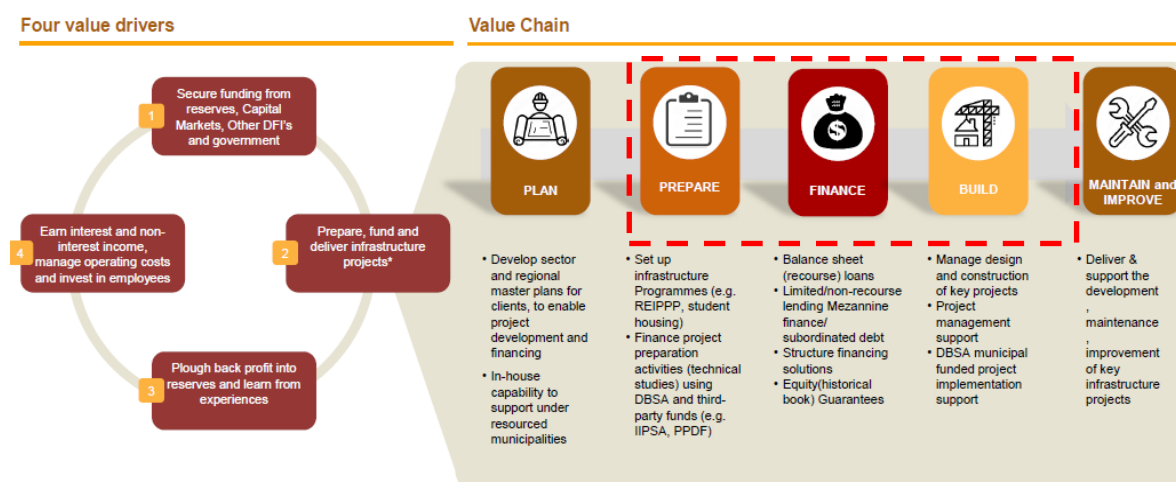 Four value drivers
1
Secure funding from
reserves, Capital
Markets, Other DFI's
and government
2
Prepare, fund and
deliver infrastructure
projects*
3
Plough back profit into
reserves and learn from
experiences
4
Earn interest and non-
interest income,
manage operating costs
and invest in employees
Value Chain
PLAN
• Develop sector
and regional
master plans for
clients, to enable
project
development and
financing
• In-house
capability to
support under
resourced
municipalities
PREPARE
• Set up
infrastructure
Programmes (e.g.
REIPPP, student
housing)
• Finance project
preparation
activities (technical
studies) using
DBSA and third-
party funds (e.g.
IIPSA, PPDF)
$
FINANCE
• Balance sheet
(recourse) loans
• Limited/non-recourse
lending Mezannine
finance/
subordinated debt
• Structure financing
solutions
• Equity(historical
book) Guarantees
BUILD
• Manage design
and construction
of key projects
• Project
management
support
• DBSA municipal
funded project
implementation
support
MAINTAIN and
IMPROVE
• Deliver &
support the
development
,
maintenance
,
improvement
of key
infrastructure
projects